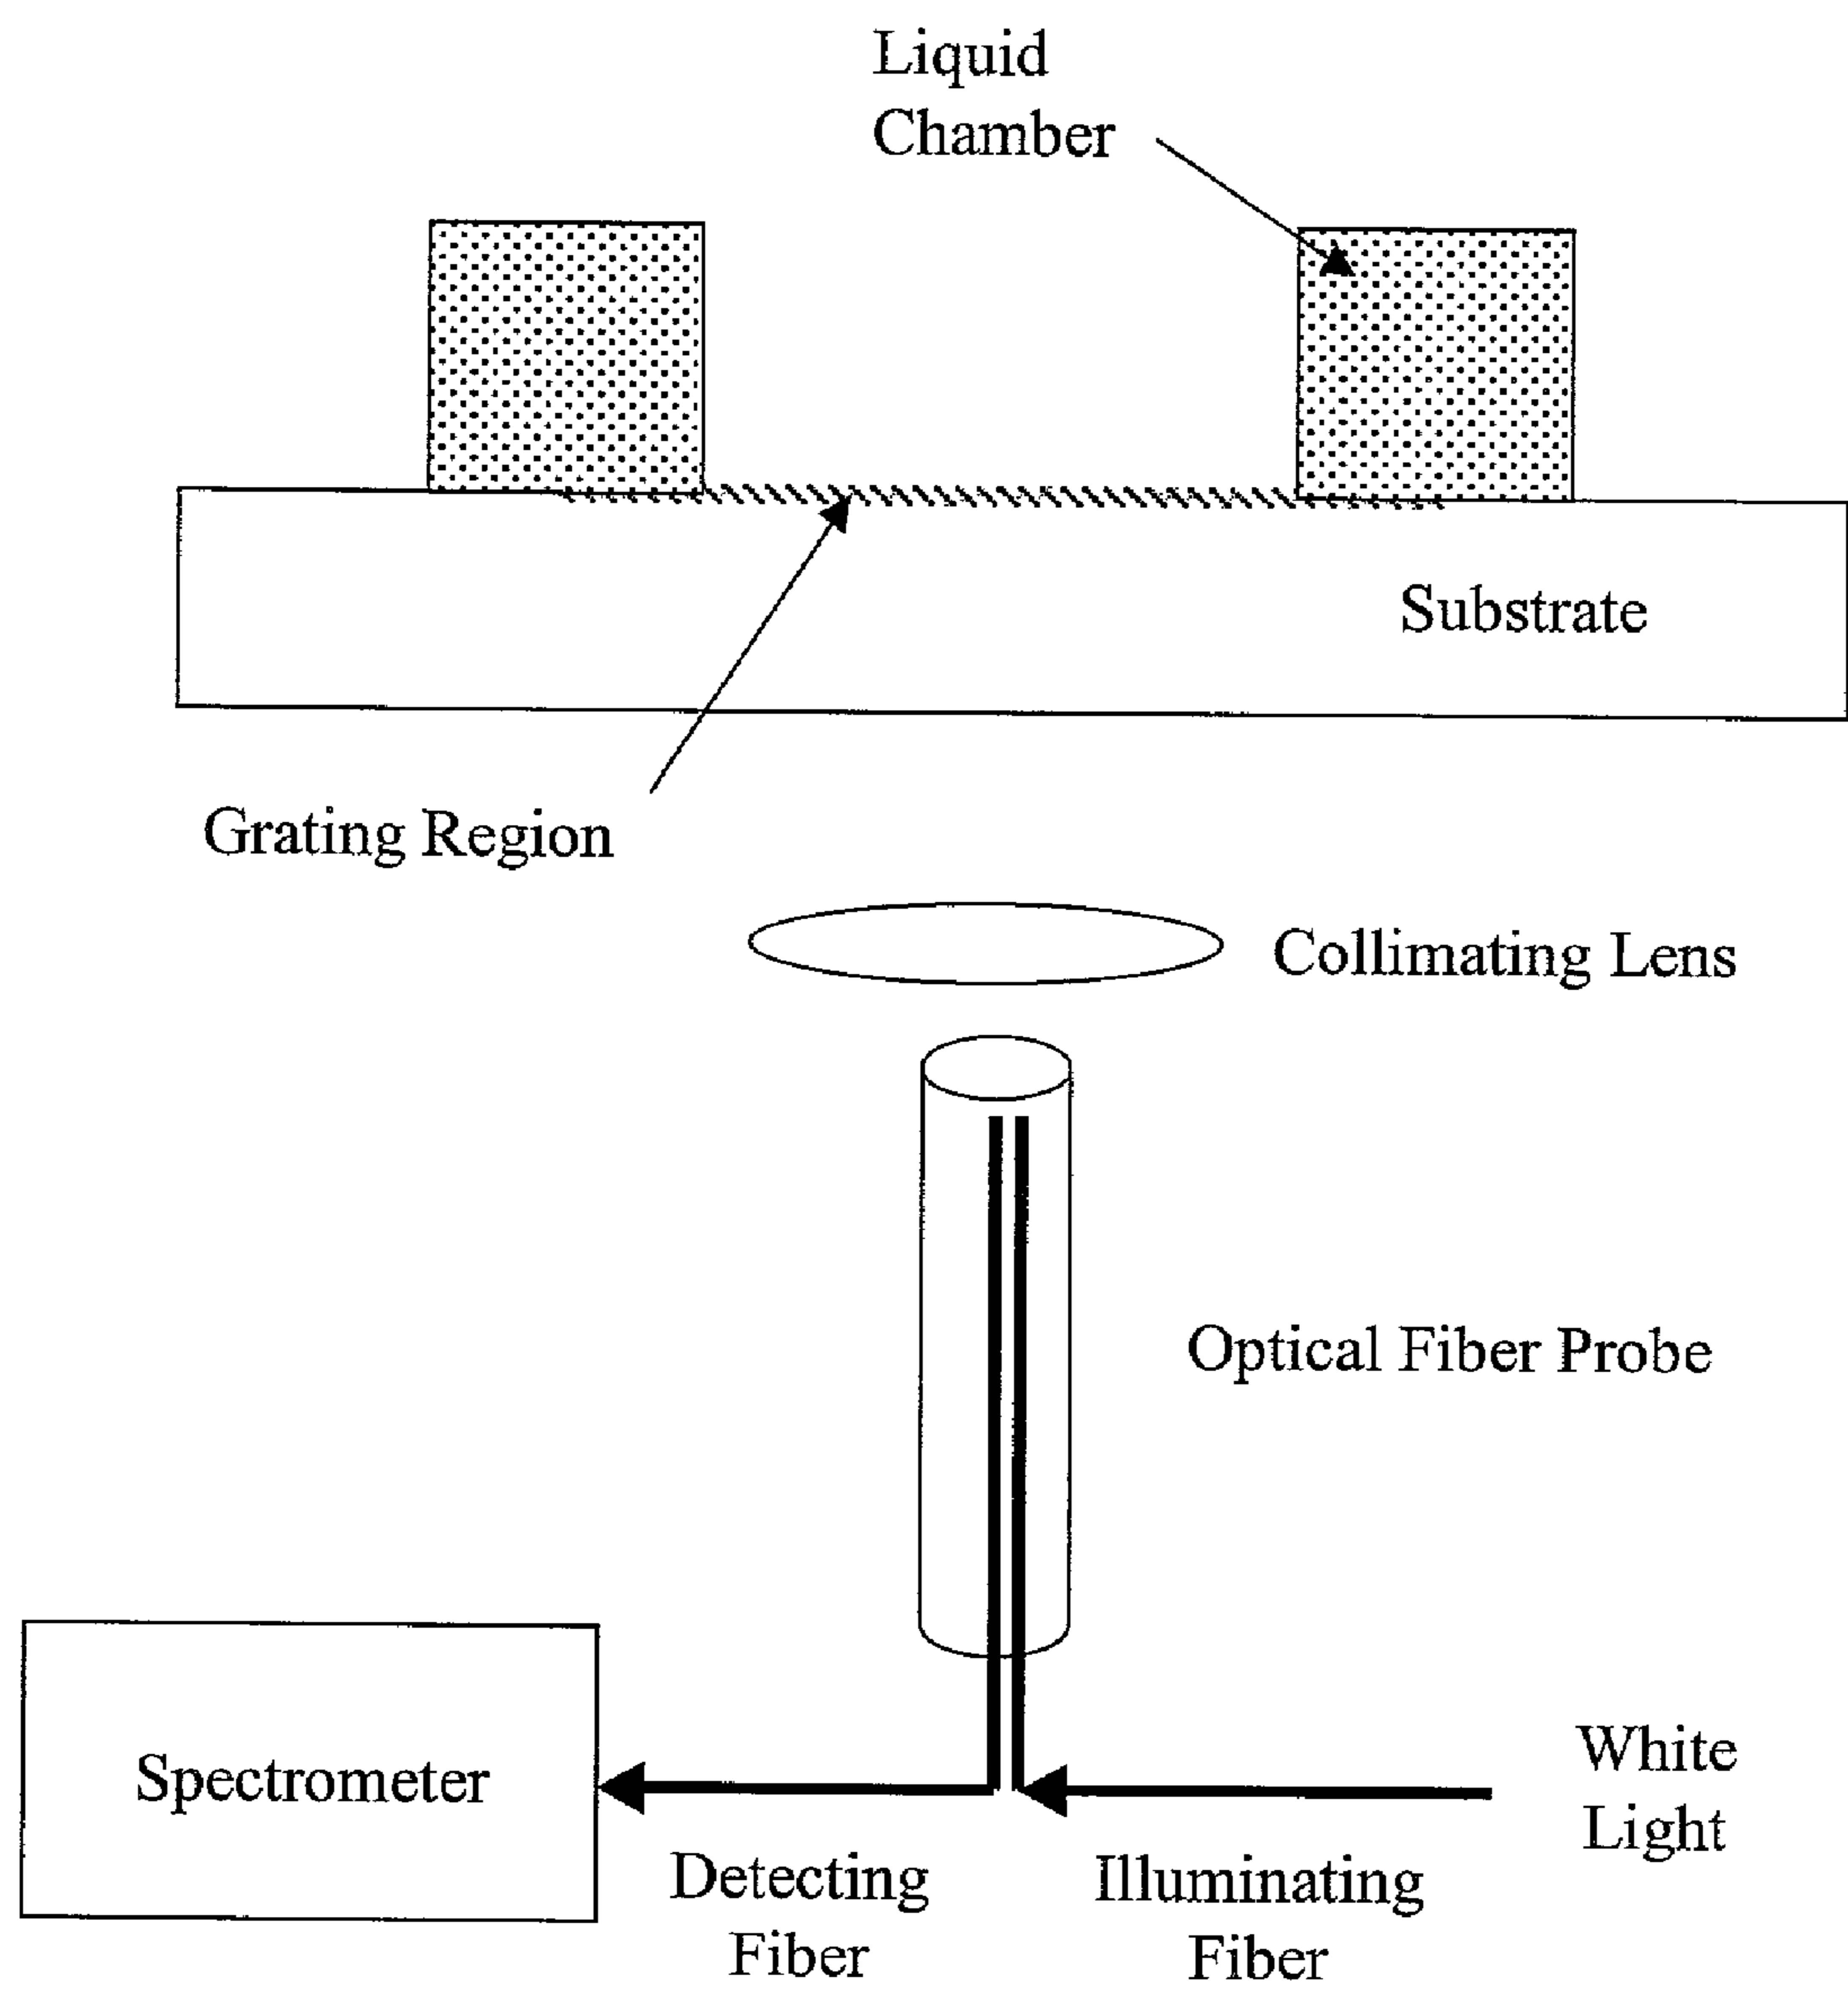 Liquid
Chamber
Substrate
Grating Region
Collimating Lens
Optical Fiber Probe
Spectrometer
White
Light
Detecting
Fiber
Illuminating
Fiber